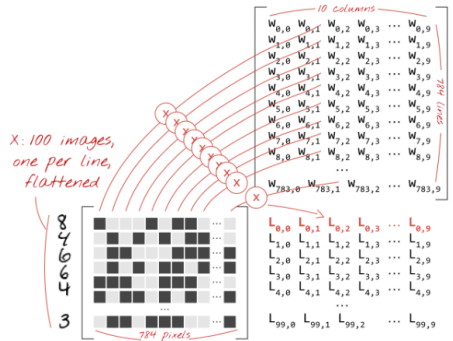 10 columns
W0,0 W0,1 W0,2 W0,3 ... W0,9
W1,0 W1,1 W1,2 W1,3 ... W1,9
W2,0 W2,1 W2,2 W2,3 ... W2,9
W3,0 W3,1 W3,2 W3,3 ... W3,9
W4,0 W4,1 W4,2 W4,3 ... W4,9
W5,0 W5,1 W5,2 W5,3 ... W5,9
W6,0 W6,1 W6,2 W6,3 ... W6,9
W7,0 W7,1 W7,2 W7,3 ... W7,9
W8,0 W8,1 W8,2 W8,3 ... W8,9
...
W783,0 W783,1 W783,2 ... W783,9
784 lines
x x x x x x x x x x
X: 100 images,
one per line,
flattened
8 ... L0,0 L0,1 L0,2 L0,3 ... L0,9
4 ... L1,0 L1,1 L1,2 L1,3 ... L1,9
6 ... L2,0 L2,1 L2,2 L2,3 ... L2,9
6 ... L3,0 L3,1 L3,2 L3,3 ... L3,9
4 ... L4,0 L4,1 L4,2 L4,3 ... L4,9
... ...
3 ... L99,0 L99,1 L99,2 ... L99,9
784 pixels